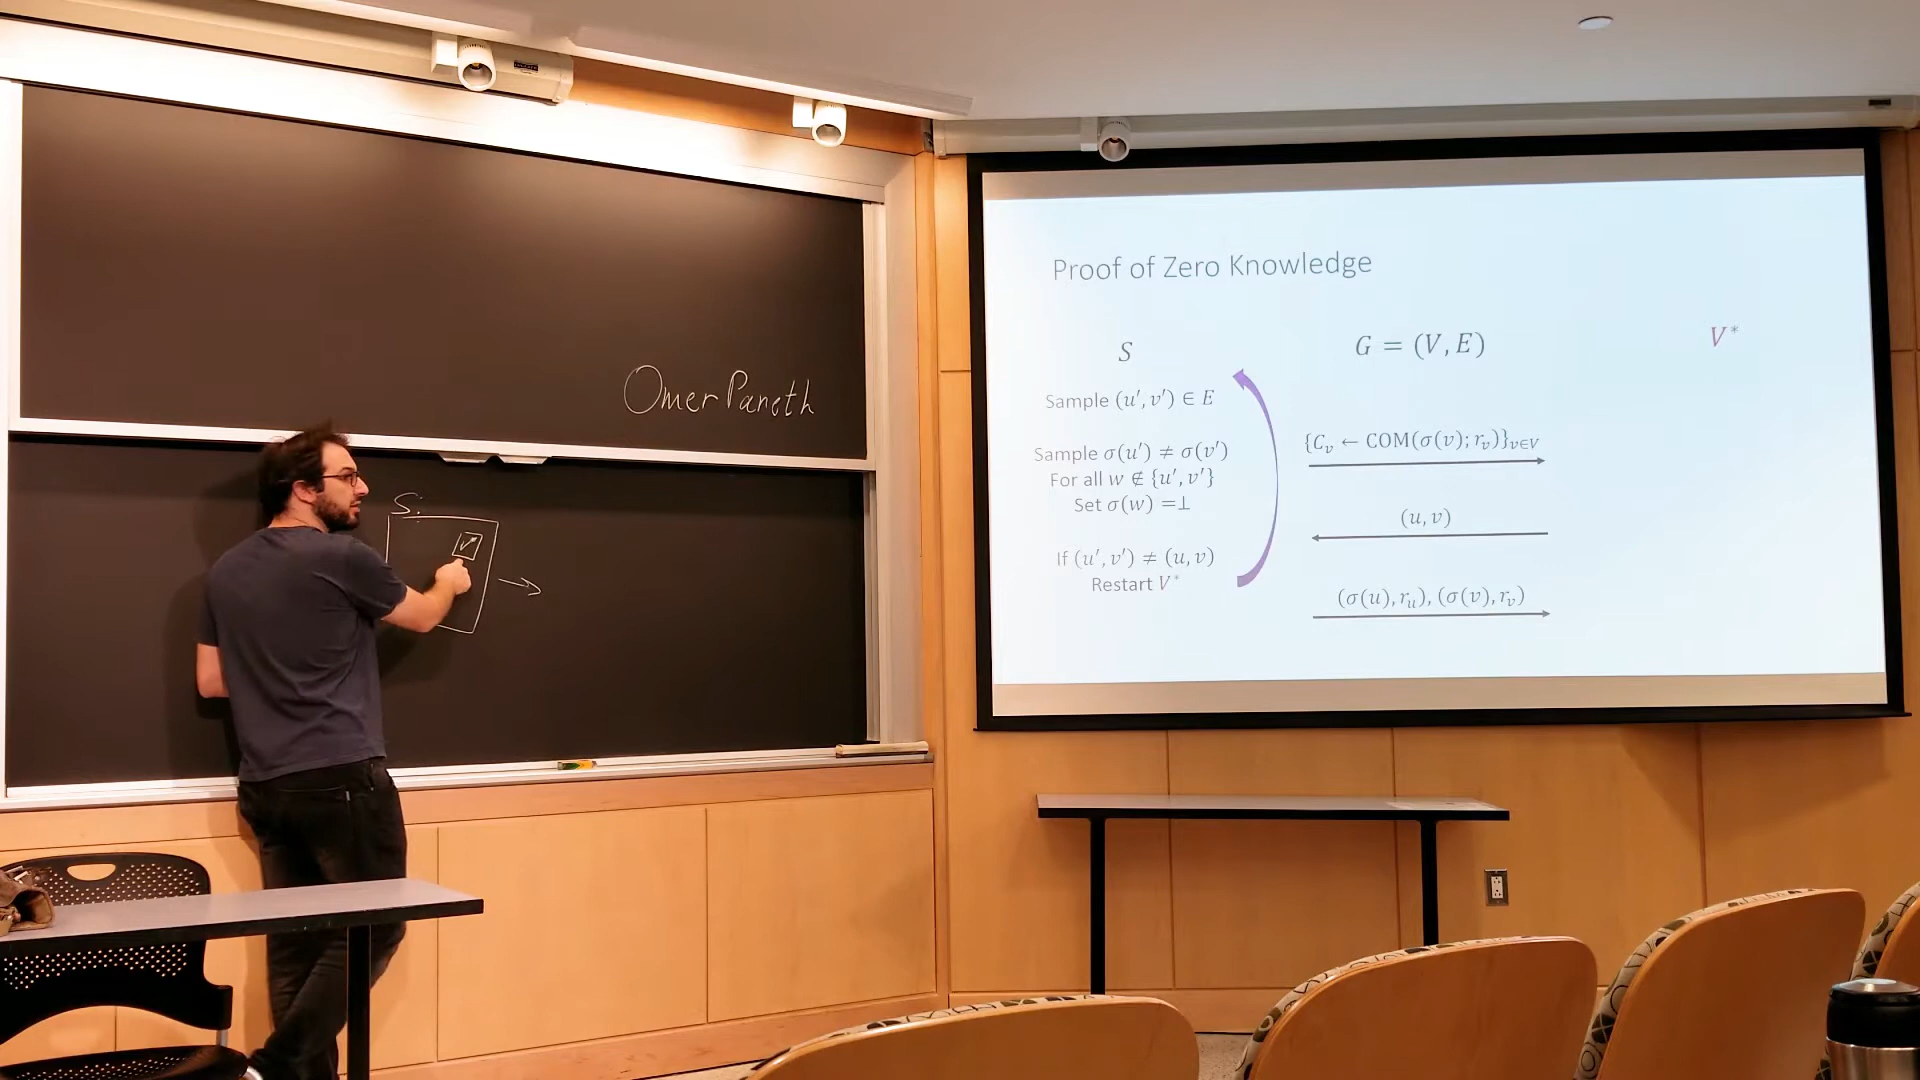 Omer Paneth
S:
V*
Proof of Zero Knowledge
S
G = (V, E)
V*
Sample (u′, v′) ∈ E
Sample σ(u′) ≠ σ(v′)
For all w ∉ {u′, v′}
Set σ(w) =⊥
If (u′, v′) ≠ (u, v)
Restart V*
{C_v ← COM(σ(v); r_v)}_{v∈V}
(u, v)
(σ(u), r_u), (σ(v), r_v)